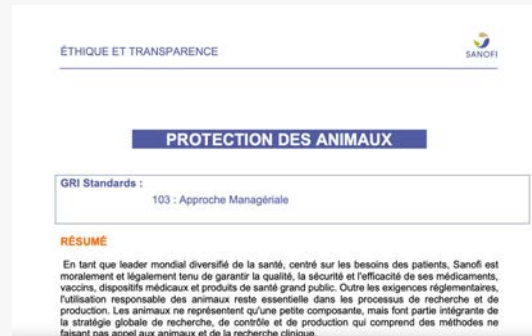 ÉTHIQUE ET TRANSPARENCE
SANOFI
PROTECTION DES ANIMAUX
GRI Standards :
103 : Approche Managériale
RÉSUMÉ
En tant que leader mondial diversifié de la santé, centré sur les besoins des patients, Sanofi est
moralement et légalement tenu de garantir la qualité, la sécurité et l'efficacité de ses médicaments,
vaccins, dispositifs médicaux et produits de santé grand public. Outre les exigences réglementaires,
l'utilisation responsable des animaux reste essentielle dans les processus de recherche et de
production. Les animaux ne représentent qu'une petite composante, mais font partie intégrante de
la stratégie globale de recherche, de contrôle et de production qui comprend des méthodes ne
faisant pas appel aux animaux et de la recherche clinique.